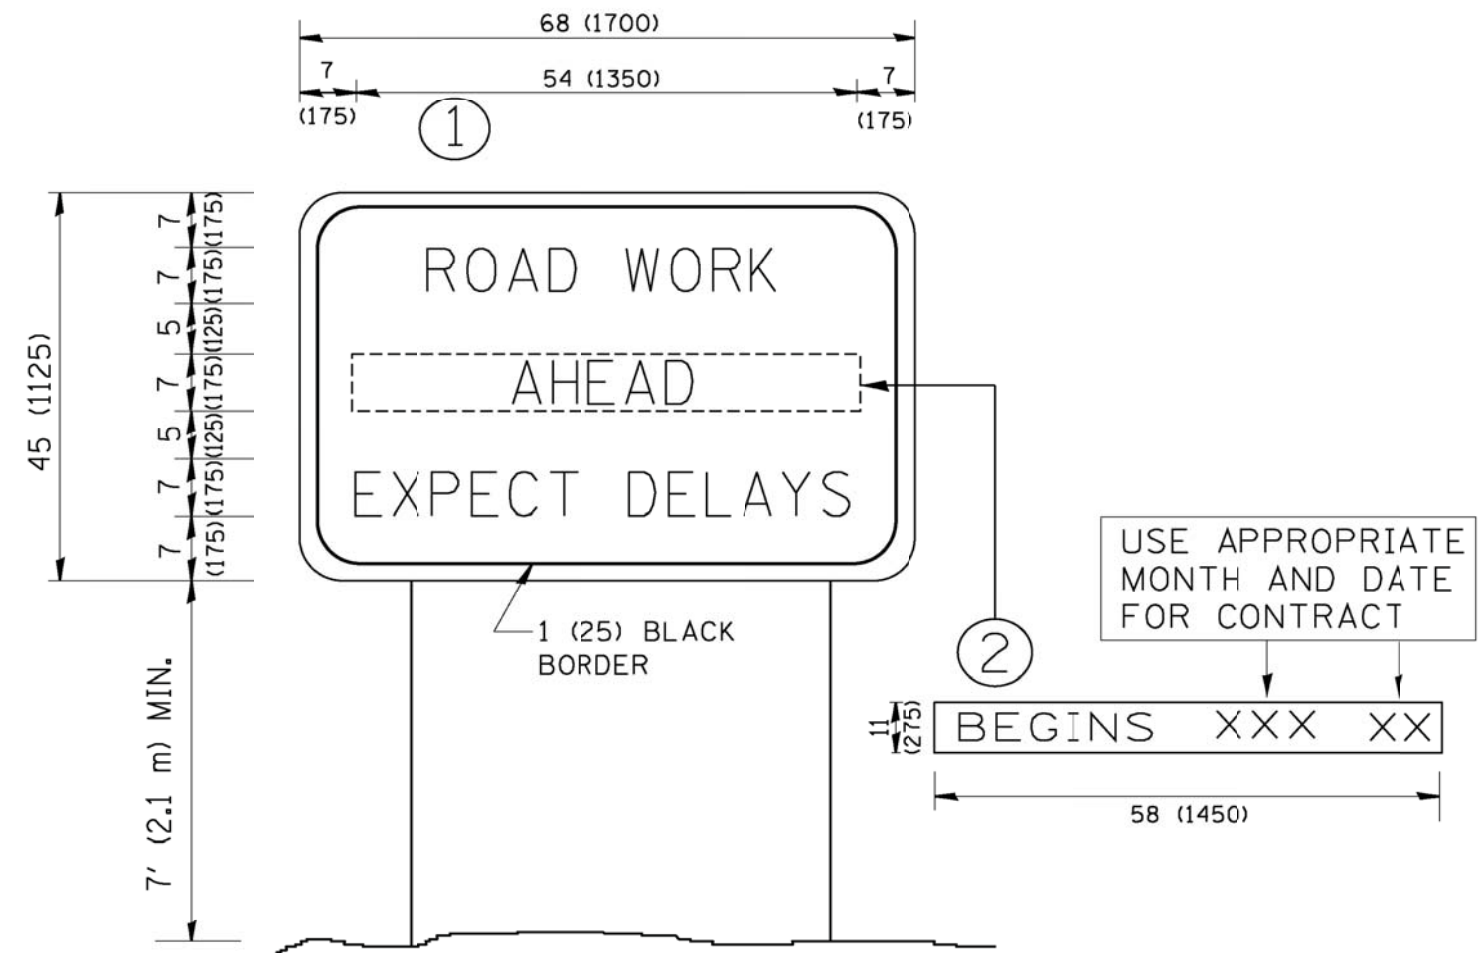 68 (1700)
7
54 (1350)
7
(175)
(175)
1
7
(175)
7
(175)
5
(125)
7
(175)
5
(125)
7
(175)
7
(175)
45 (1125)
ROAD WORK
AHEAD
EXPECT DELAYS
1 (25) BLACK
BORDER
7' (2.1 m) MIN.
2
USE APPROPRIATE
MONTH AND DATE
FOR CONTRACT
11
(275)
BEGINS XXX XX
58 (1450)